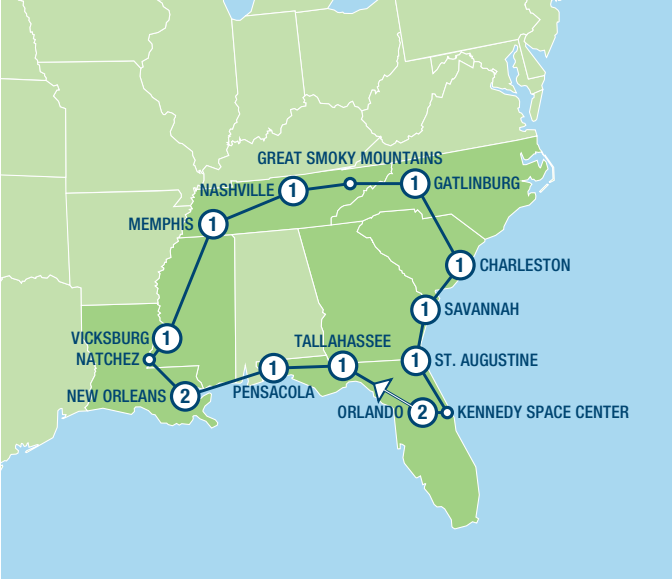 GREAT SMOKY MOUNTAINS
NASHVILLE 1
1 GATLINBURG
MEMPHIS 1
1 CHARLESTON
1 SAVANNAH
VICKSBURG 1
NATCHEZ
TALLAHASSEE
1
1
1 ST. AUGUSTINE
NEW ORLEANS 2
PENSACOLA
ORLANDO 2 KENNEDY SPACE CENTER